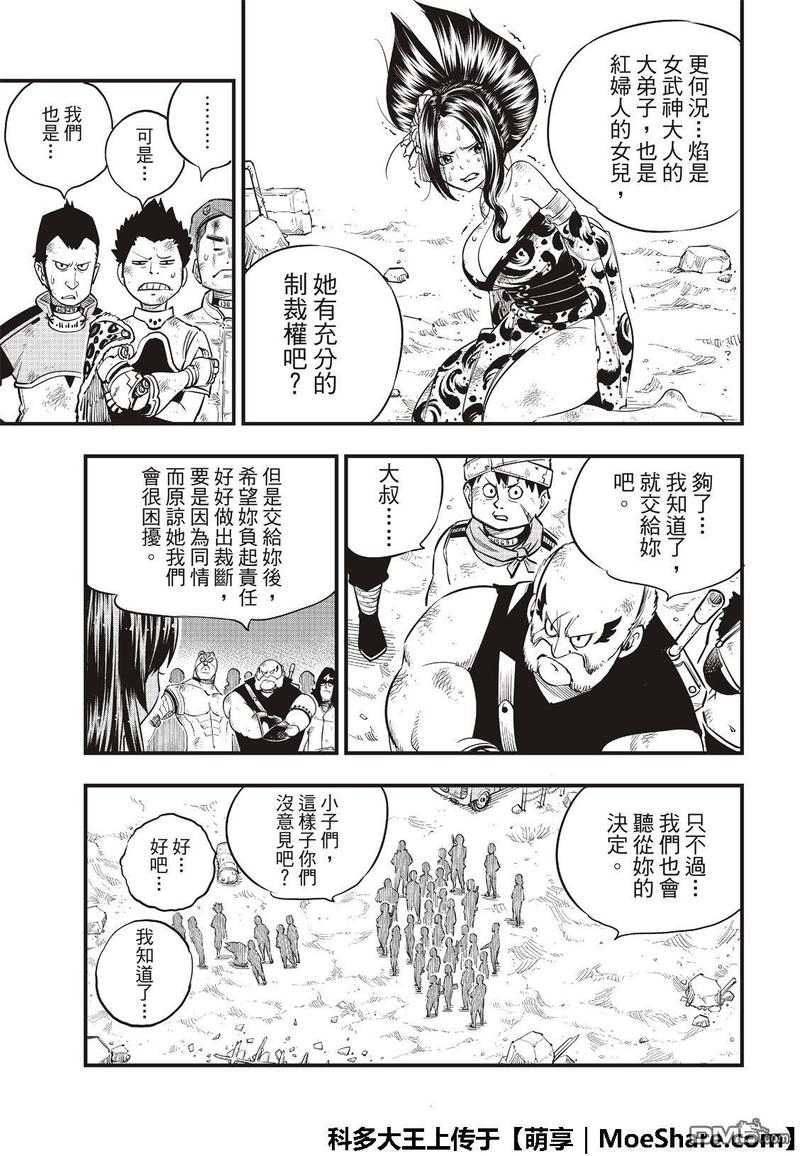 更何況…焰是
女武神大人的
大弟子，也是
紅婦人的女兒，
她有充分的
制裁權吧？
………
可是…
我們
也是…
夠了…
我知道了，
就交給妳
吧。
大叔
……
但是交給妳後，
希望妳負起責任
好好做出裁斷，
要是因為同情
而原諒她我們
會很困擾。
只不過…
我們也會
聽從妳的
決定。
小子們，
這樣子你們
沒意見吧？
好…
好吧…
我知道了…
科多大王上传于【萌享｜MoeShare.com】